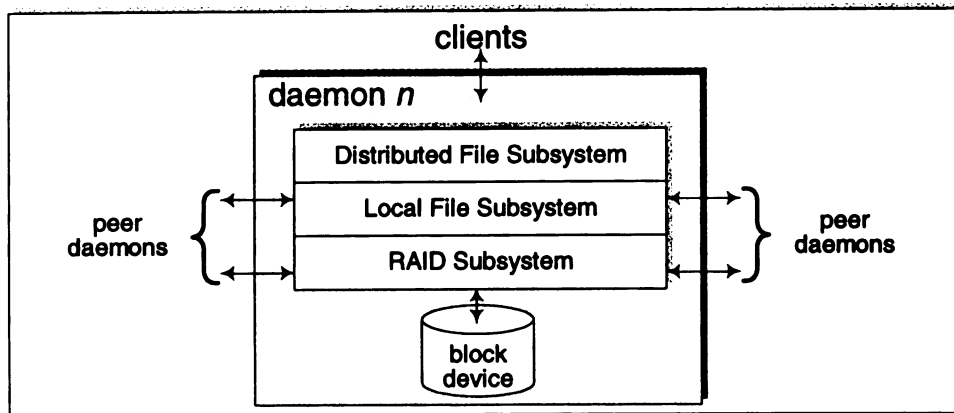 clients
daemon n
Distributed File Subsystem
Local File Subsystem
RAID Subsystem
peer
daemons
peer
daemons
block
device